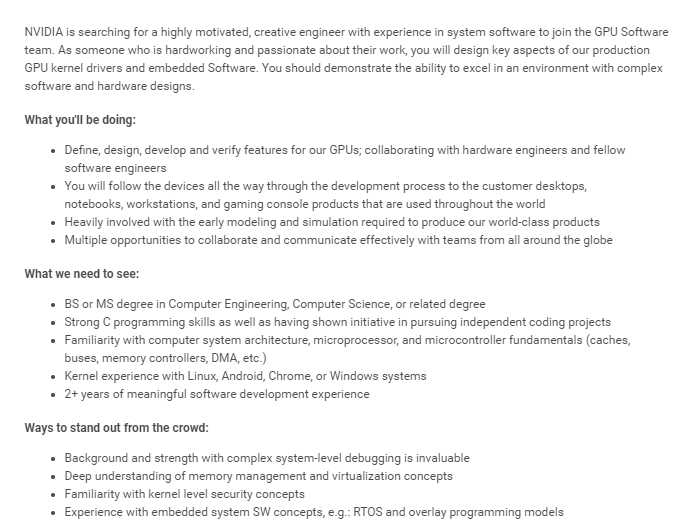 NVIDIA is searching for a highly motivated, creative engineer with experience in system software to join the GPU Software
team. As someone who is hardworking and passionate about their work, you will design key aspects of our production
GPU kernel drivers and embedded Software. You should demonstrate the ability to excel in an environment with complex
software and hardware designs.
What you'll be doing:
• Define, design, develop and verify features for our GPUs; collaborating with hardware engineers and fellow
software engineers
• You will follow the devices all the way through the development process to the customer desktops,
notebooks, workstations, and gaming console products that are used throughout the world
• Heavily involved with the early modeling and simulation required to produce our world-class products
• Multiple opportunities to collaborate and communicate effectively with teams from all around the globe
What we need to see:
• BS or MS degree in Computer Engineering, Computer Science, or related degree
• Strong C programming skills as well as having shown initiative in pursuing independent coding projects
• Familiarity with computer system architecture, microprocessor, and microcontroller fundamentals (caches,
buses, memory controllers, DMA, etc.)
• Kernel experience with Linux, Android, Chrome, or Windows systems
• 2+ years of meaningful software development experience
Ways to stand out from the crowd:
• Background and strength with complex system-level debugging is invaluable
• Deep understanding of memory management and virtualization concepts
• Familiarity with kernel level security concepts
• Experience with embedded system SW concepts, e.g.: RTOS and overlay programming models